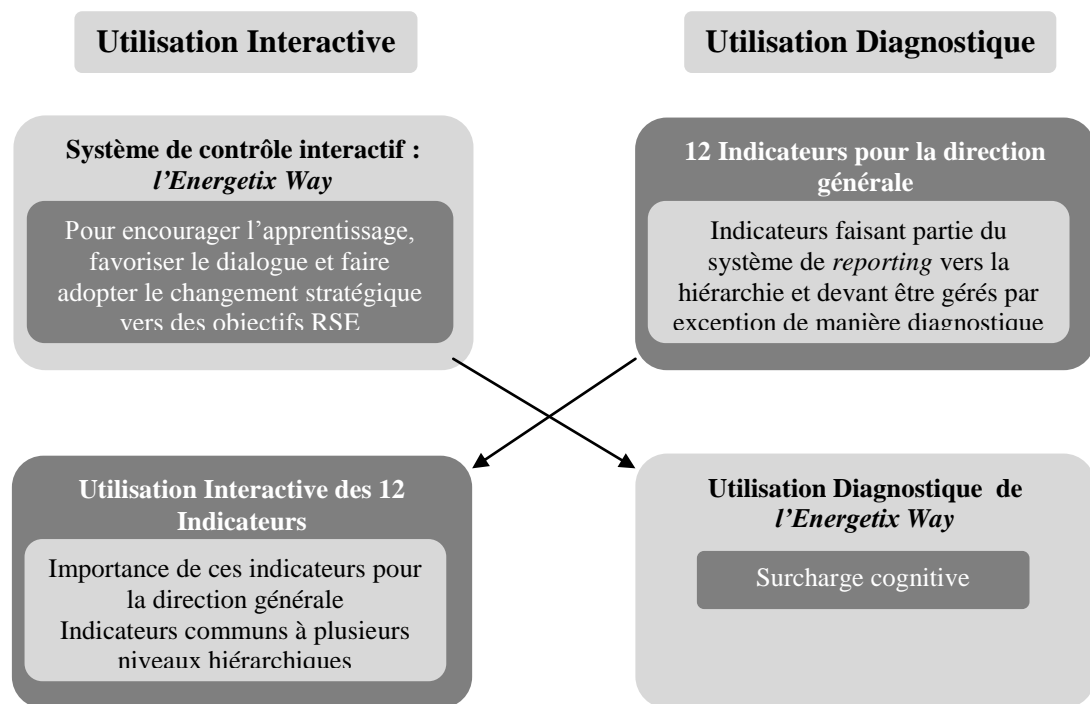 Utilisation Interactive
Utilisation Diagnostique
Système de contrôle interactif :
l’Energetix Way
Pour encourager l’apprentissage,
favoriser le dialogue et faire
adopter le changement stratégique
vers des objectifs RSE
12 Indicateurs pour la direction
générale
Indicateurs faisant partie du
système de reporting vers la
hiérarchie et devant être gérés par
exception de manière diagnostique
Utilisation Interactive des 12
Indicateurs
Importance de ces indicateurs pour
la direction générale
Indicateurs communs à plusieurs
niveaux hiérarchiques
Utilisation Diagnostique de
l’Energetix Way
Surcharge cognitive